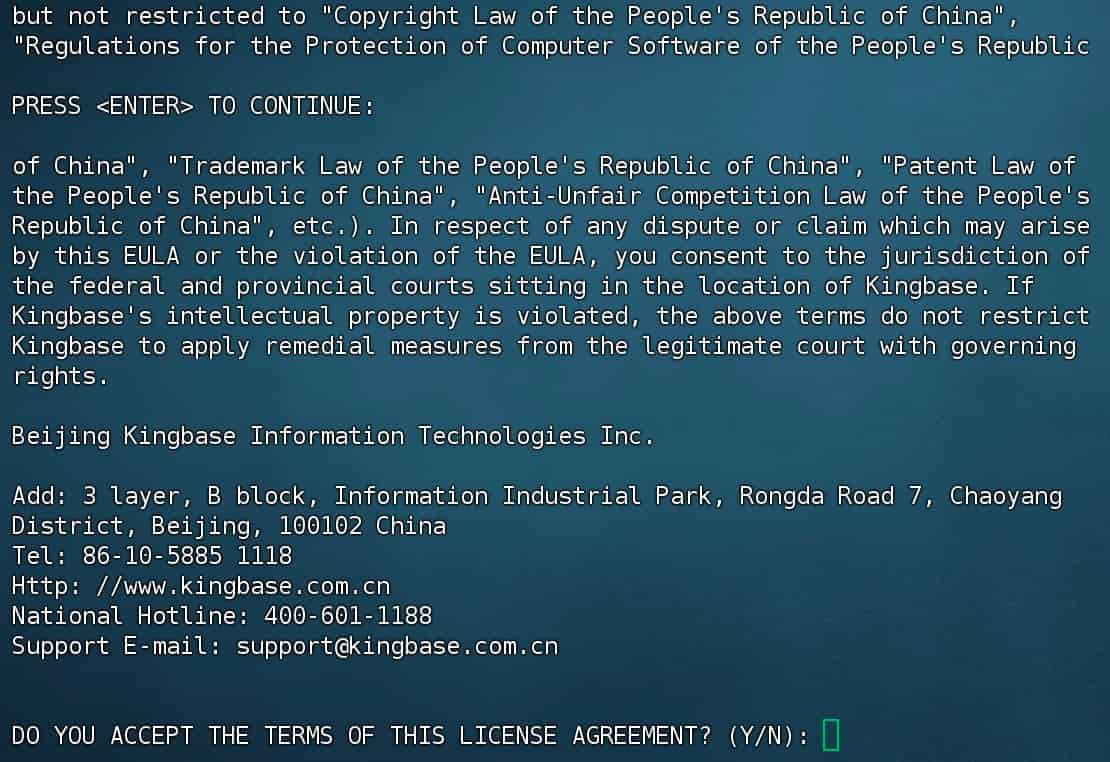 but not restricted to "Copyright Law of the People's Republic of China",
"Regulations for the Protection of Computer Software of the People's Republic
PRESS <ENTER> TO CONTINUE:
of China", "Trademark Law of the People's Republic of China", "Patent Law of
the People's Republic of China", "Anti-Unfair Competition Law of the People's
Republic of China", etc.). In respect of any dispute or claim which may arise
by this EULA or the violation of the EULA, you consent to the jurisdiction of
the federal and provincial courts sitting in the location of Kingbase. If
Kingbase's intellectual property is violated, the above terms do not restrict
Kingbase to apply remedial measures from the legitimate court with governing
rights.
Beijing Kingbase Information Technologies Inc.
Add: 3 layer, B block, Information Industrial Park, Rongda Road 7, Chaoyang
District, Beijing, 100102 China
Tel: 86-10-5885 1118
Http: //www.kingbase.com.cn
National Hotline: 400-601-1188
Support E-mail: support@kingbase.com.cn
DO YOU ACCEPT THE TERMS OF THIS LICENSE AGREEMENT? (Y/N):